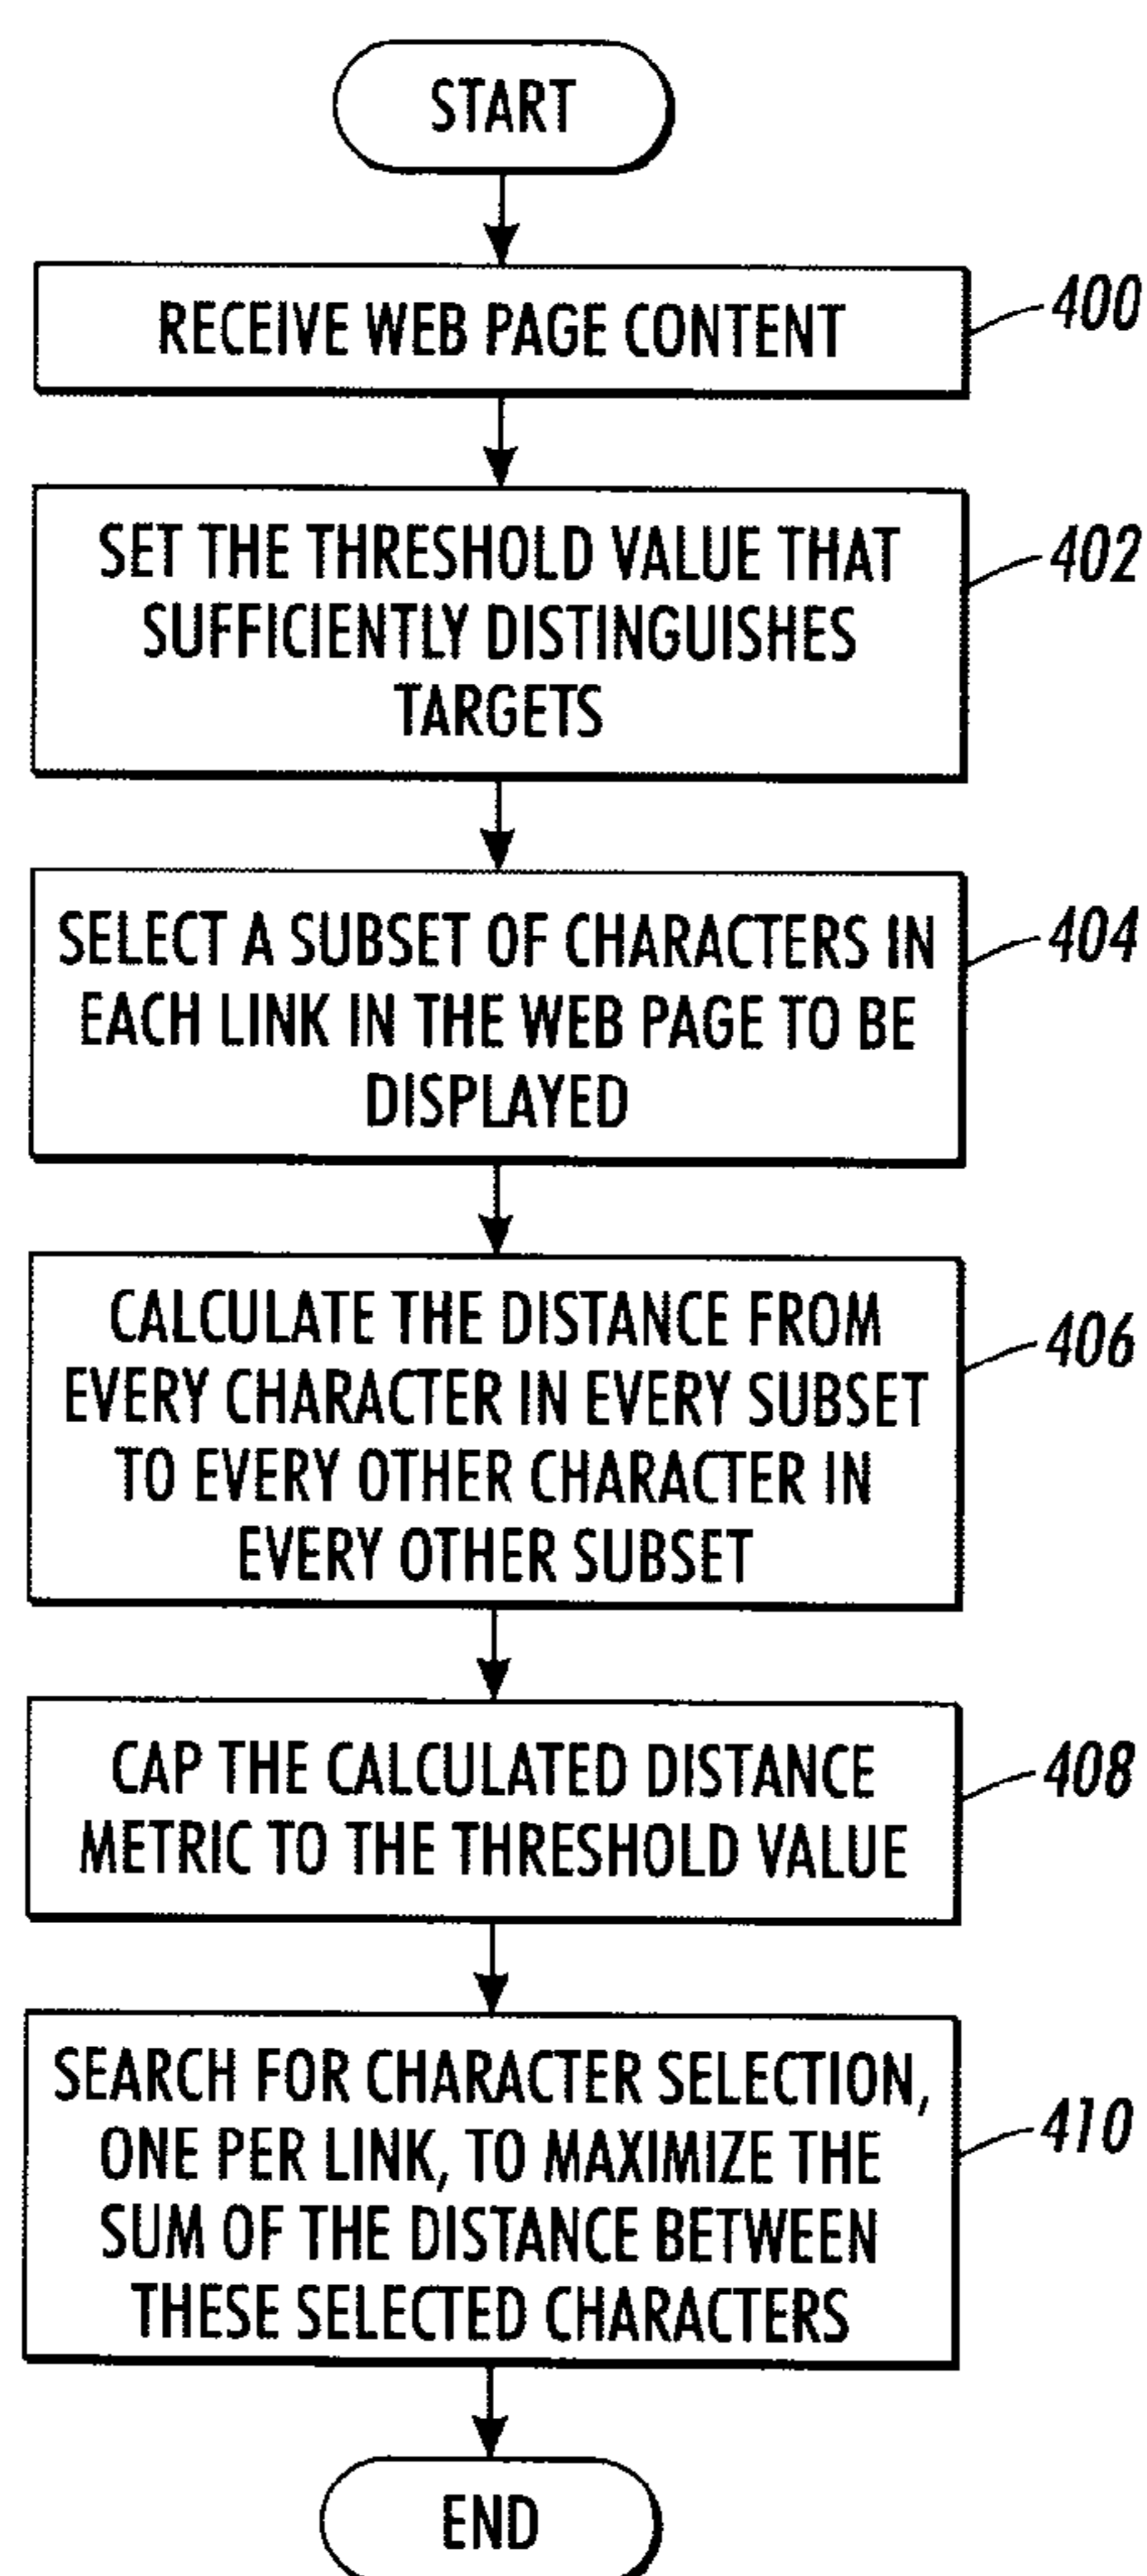 START
RECEIVE WEB PAGE CONTENT
400
SET THE THRESHOLD VALUE THAT
SUFFICIENTLY DISTINGUISHES
TARGETS
402
SELECT A SUBSET OF CHARACTERS IN
EACH LINK IN THE WEB PAGE TO BE
DISPLAYED
404
CALCULATE THE DISTANCE FROM
EVERY CHARACTER IN EVERY SUBSET
TO EVERY OTHER CHARACTER IN
EVERY OTHER SUBSET
406
CAP THE CALCULATED DISTANCE
METRIC TO THE THRESHOLD VALUE
408
SEARCH FOR CHARACTER SELECTION,
ONE PER LINK, TO MAXIMIZE THE
SUM OF THE DISTANCE BETWEEN
THESE SELECTED CHARACTERS
410
END